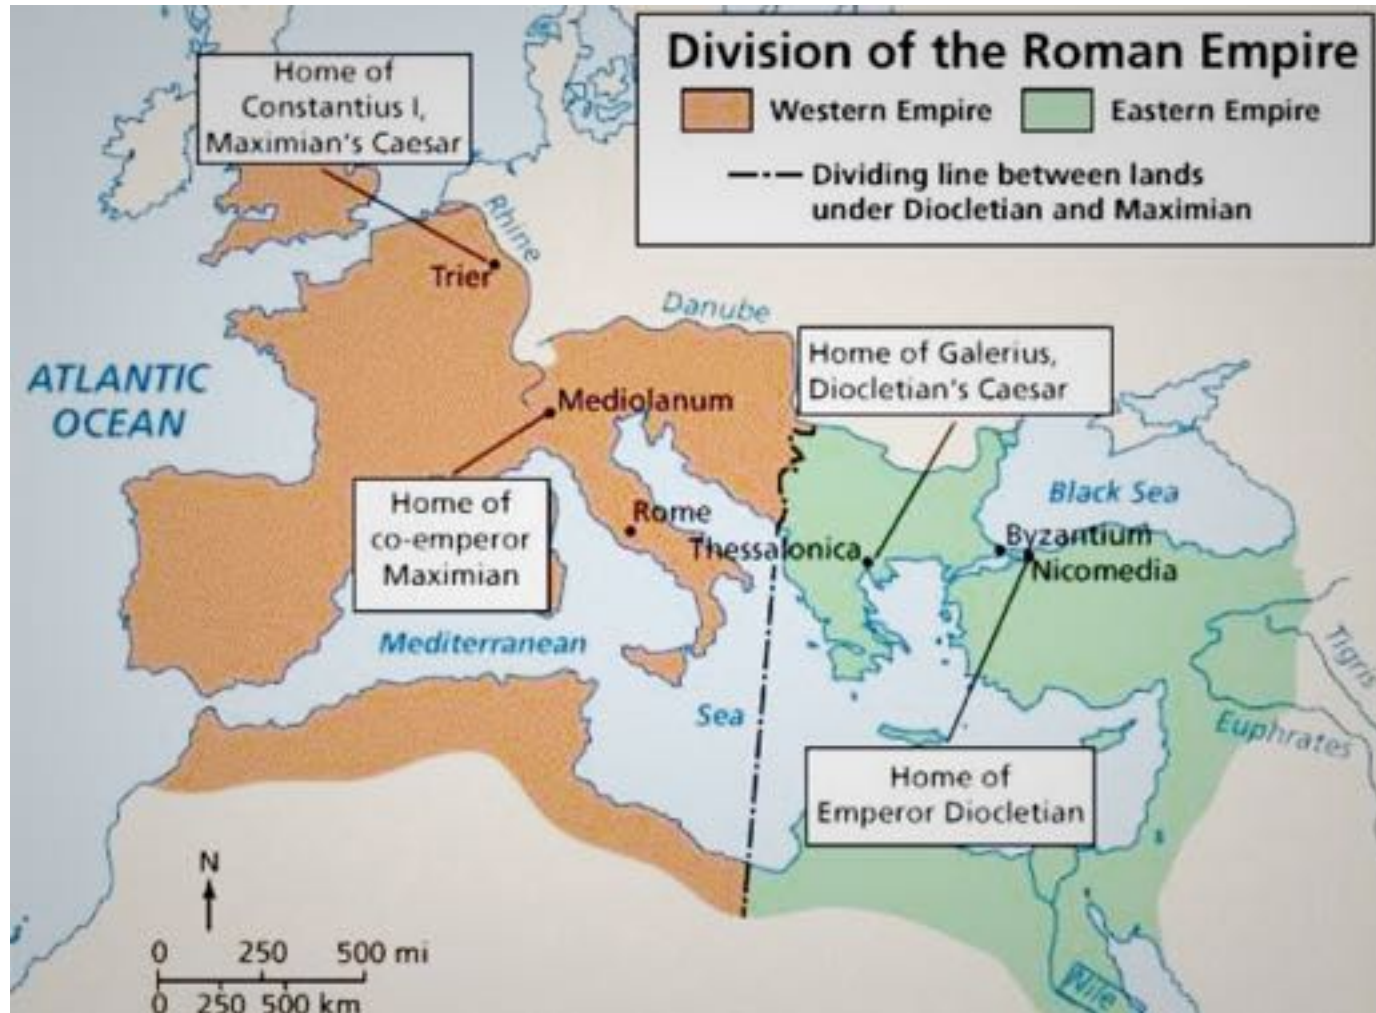 Division of the Roman Empire
Western Empire
Eastern Empire
Dividing line between lands
under Diocletian and Maximian
Home of
Constantius I,
Maximian's Caesar
Rhine
Trier
Danube
Home of Galerius,
Diocletian's Caesar
ATLANTIC
OCEAN
Mediolanum
Black Sea
Home of
co-emperor
Maximian
Rome
Thessalonica
Byzantium
Nicomedia
Mediterranean
Sea
Tigris
Euphrates
Home of
Emperor Diocletian
N
0 250 500 mi
0 250 500 km
Nile